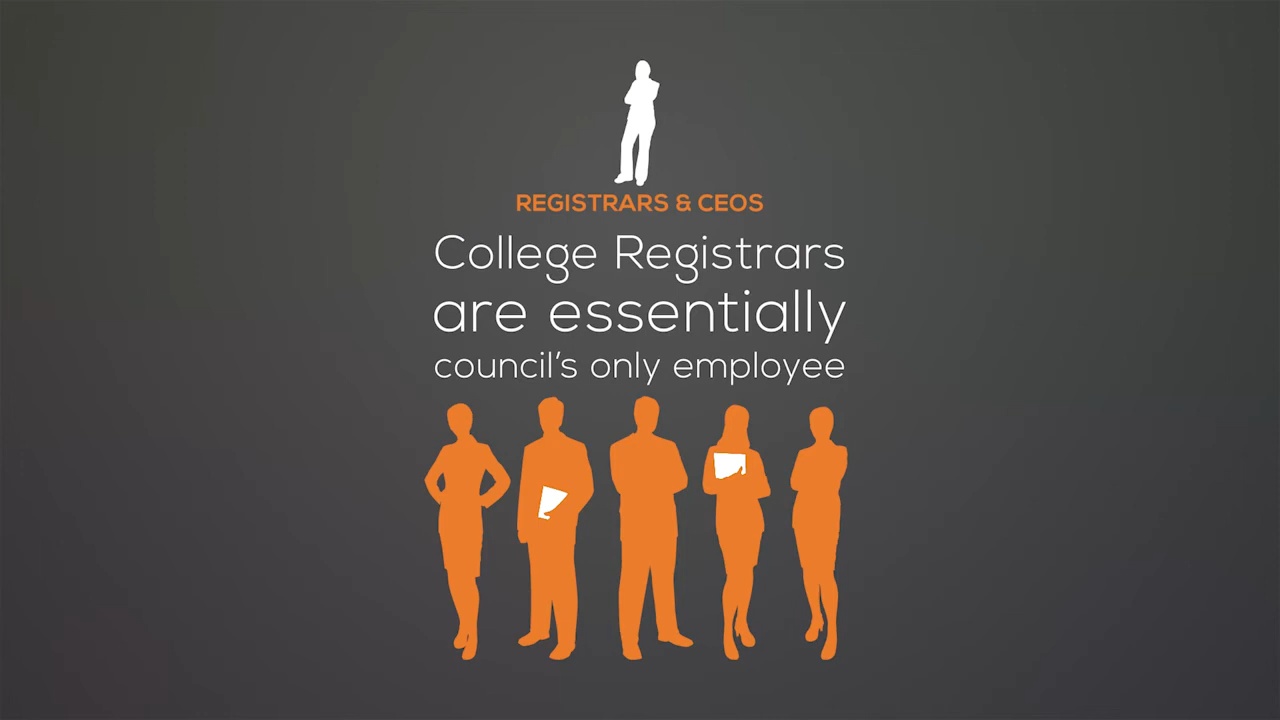 REGISTRARS & CEOS
College Registrars
are essentially
council's only employee